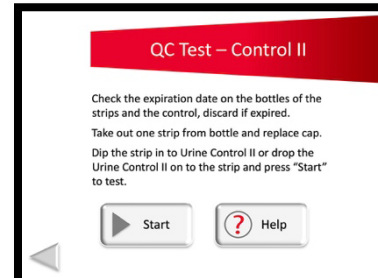 QC Test – Control II
Check the expiration date on the bottles of the
strips and the control, discard if expired.
Take out one strip from bottle and replace cap.
Dip the strip in to Urine Control II or drop the
Urine Control II on to the strip and press “Start”
to test.
Start
? Help